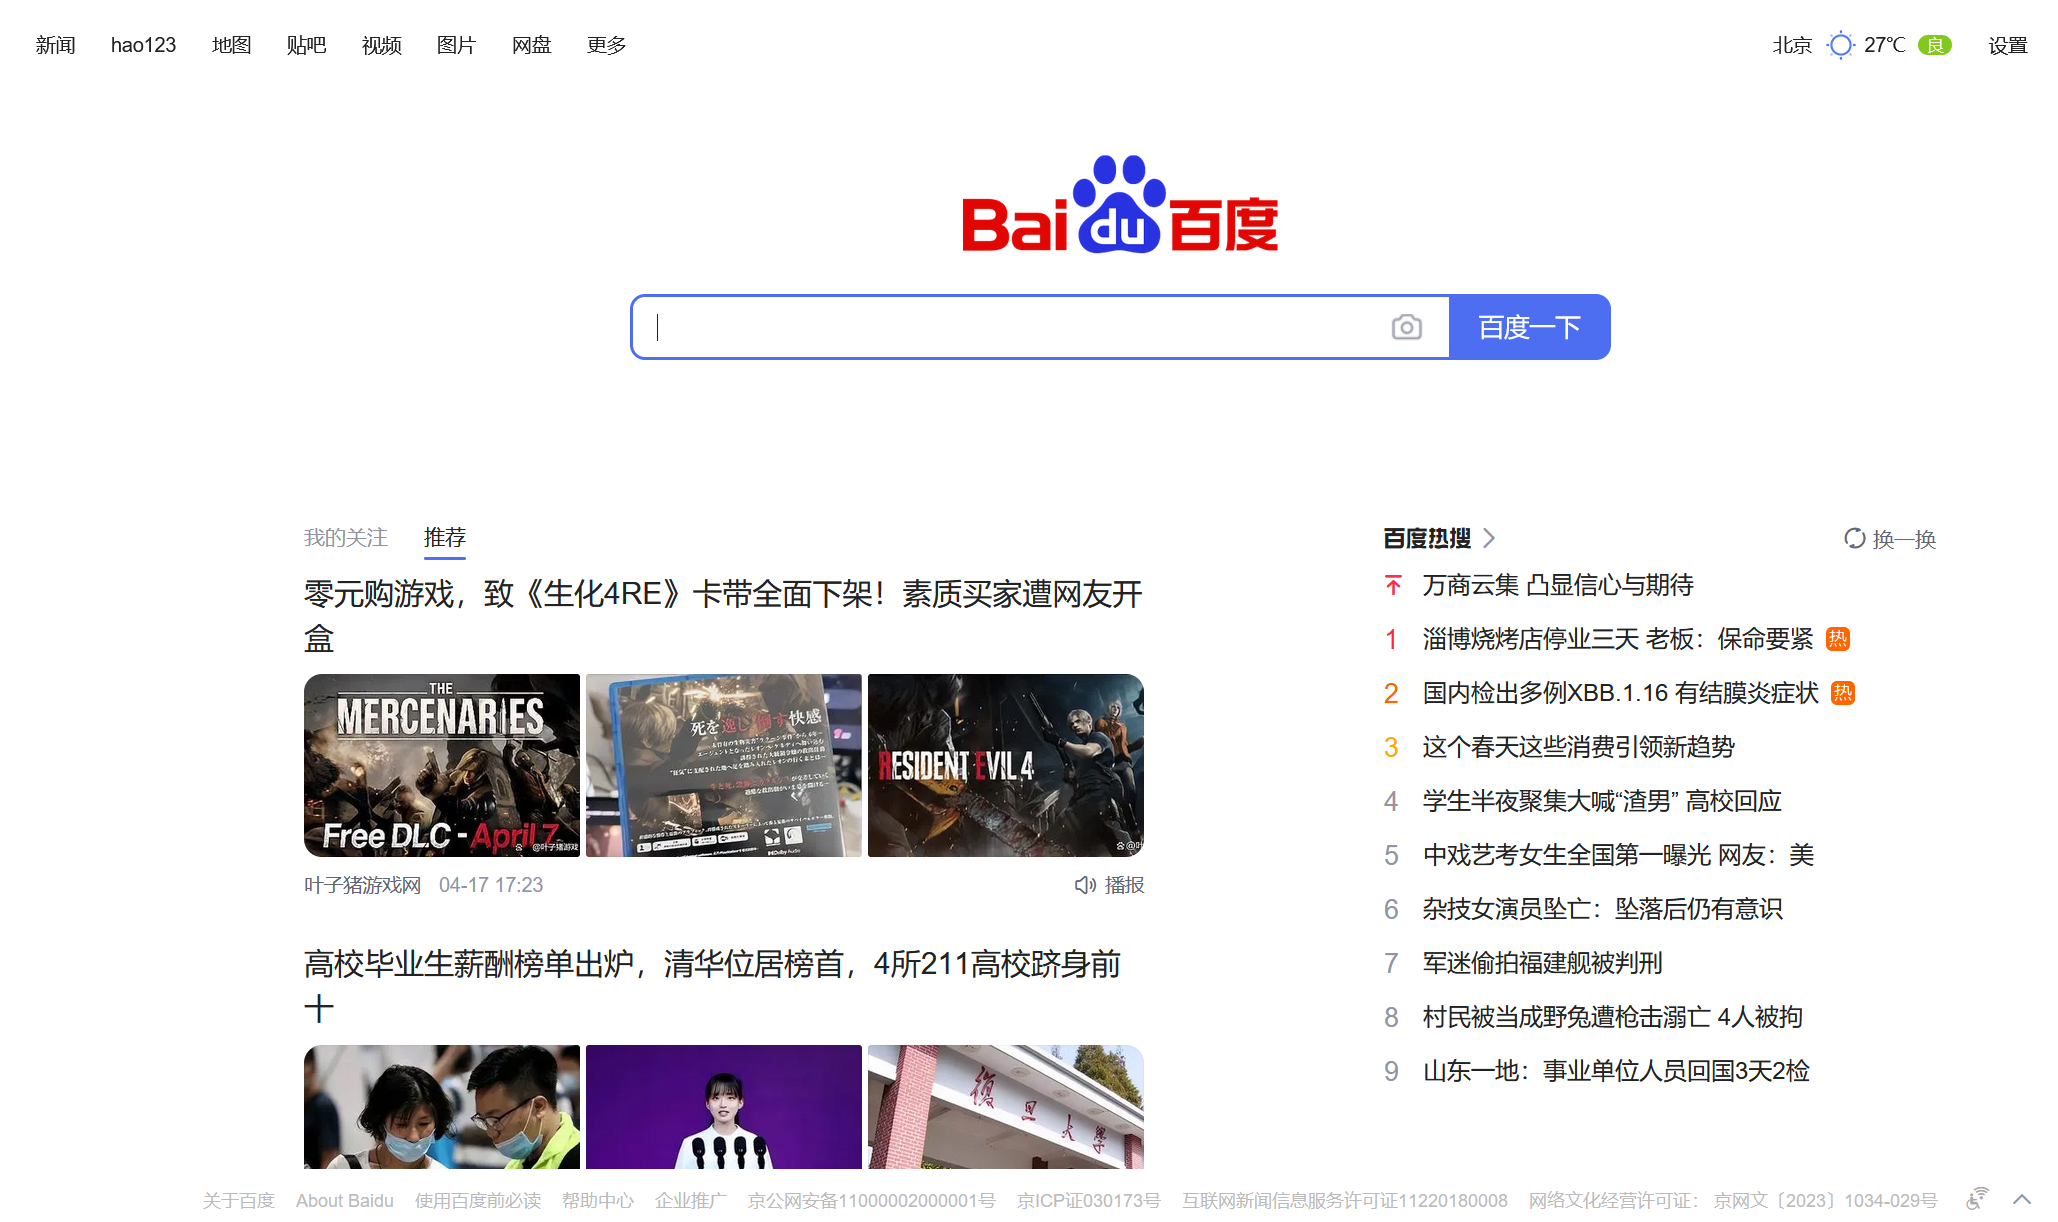 新闻 hao123 地图 贴吧 视频 图片 网盘 更多 北京 27℃ 良 设置
Bai du 百度
百度一下
我的关注 推荐
零元购游戏，致《生化4RE》卡带全面下架！素质买家遭网友开
盒
THE
MERCENARIES
Free DLC - April 7
@叶子猪游戏
死を逃し倒す快感
RESIDENT EVIL 4
叶子猪游戏网 04-17 17:23 播报
高校毕业生薪酬榜单出炉，清华位居榜首，4所211高校跻身前
十
復旦大學
百度热搜 换一换
万商云集 凸显信心与期待
1 淄博烧烤店停业三天 老板：保命要紧 热
2 国内检出多例XBB.1.16 有结膜炎症状 热
3 这个春天这些消费引领新趋势
4 学生半夜聚集大喊“渣男” 高校回应
5 中戏艺考女生全国第一曝光 网友：美
6 杂技女演员坠亡：坠落后仍有意识
7 军迷偷拍福建舰被判刑
8 村民被当成野兔遭枪击溺亡 4人被拘
9 山东一地：事业单位人员回国3天2检
关于百度 About Baidu 使用百度前必读 帮助中心 企业推广 京公网安备11000002000001号 京ICP证030173号 互联网新闻信息服务许可证11220180008 网络文化经营许可证： 京网文〔2023〕1034-029号